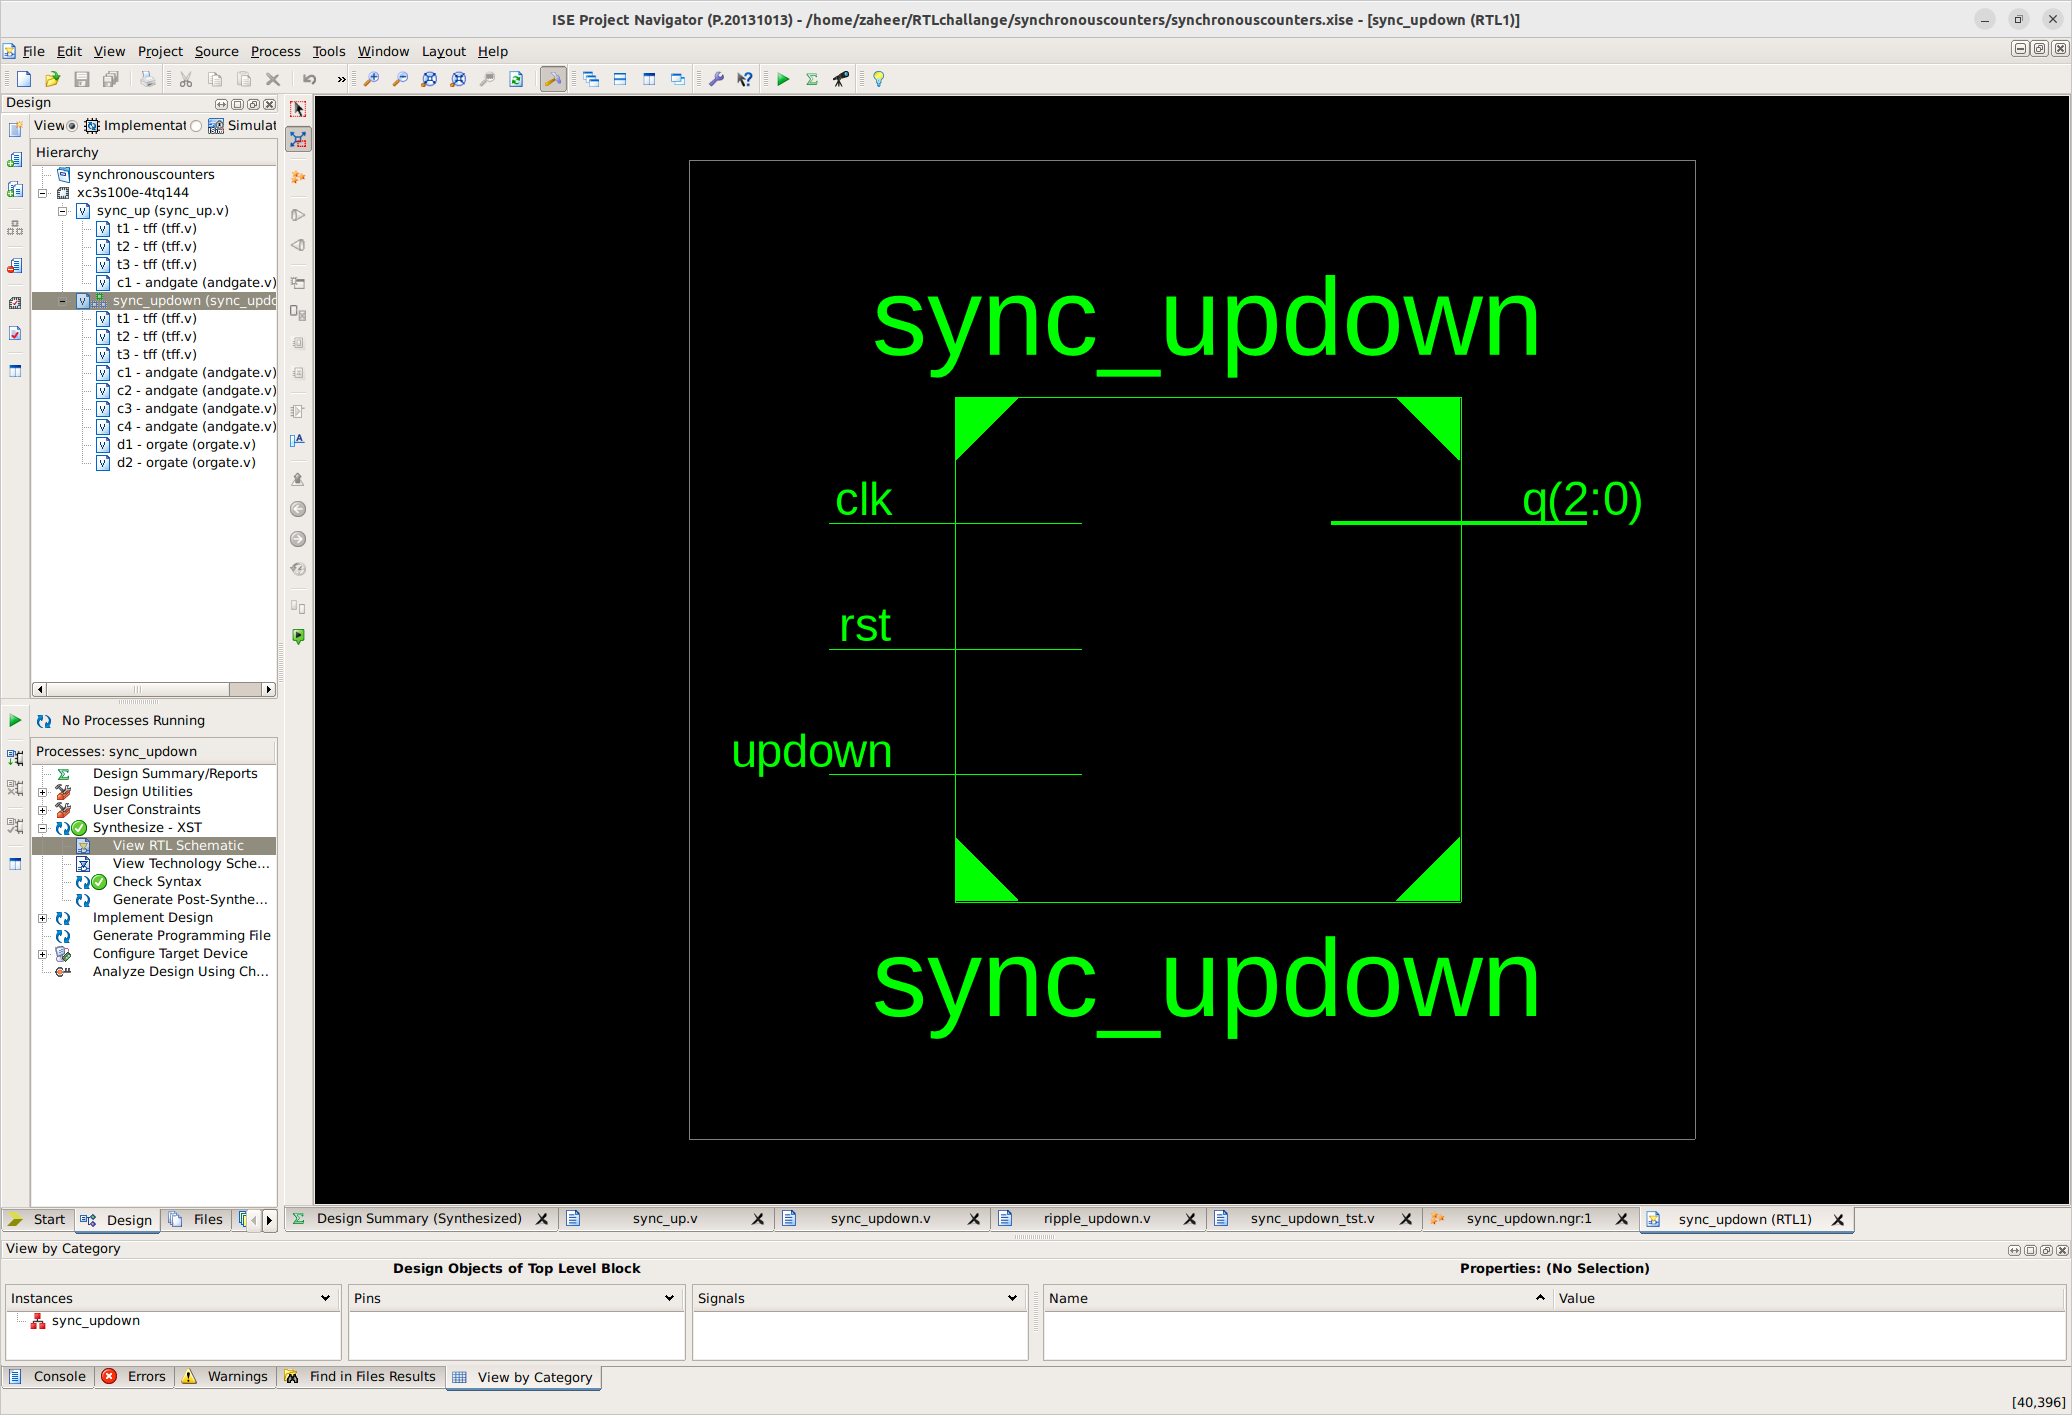 ISE Project Navigator (P.20131013) - /home/zaheer/RTLchallange/synchronouscounters/synchronouscounters.xise - [sync_updown (RTL1)]
File Edit View Project Source Process Tools Window Layout Help
»
Design
View Implementat Simulat
Hierarchy
synchronouscounters
xc3s100e-4tq144
sync_up (sync_up.v)
t1 - tff (tff.v)
t2 - tff (tff.v)
t3 - tff (tff.v)
c1 - andgate (andgate.v)
sync_updown (sync_updo
t1 - tff (tff.v)
t2 - tff (tff.v)
t3 - tff (tff.v)
c1 - andgate (andgate.v)
c2 - andgate (andgate.v)
c3 - andgate (andgate.v)
c4 - andgate (andgate.v)
d1 - orgate (orgate.v)
d2 - orgate (orgate.v)
No Processes Running
Processes: sync_updown
Design Summary/Reports
Design Utilities
User Constraints
Synthesize - XST
View RTL Schematic
View Technology Sche...
Check Syntax
Generate Post-Synthe...
Implement Design
Generate Programming File
Configure Target Device
Analyze Design Using Ch...
Start Design Files
sync_updown
clk
q(2:0)
rst
updown
sync_updown
Design Summary (Synthesized) sync_up.v sync_updown.v ripple_updown.v sync_updown_tst.v sync_updown.ngr:1 sync_updown (RTL1)
View by Category
Design Objects of Top Level Block
Properties: (No Selection)
Instances Pins Signals Name Value
sync_updown
Console Errors Warnings Find in Files Results View by Category
[40,396]